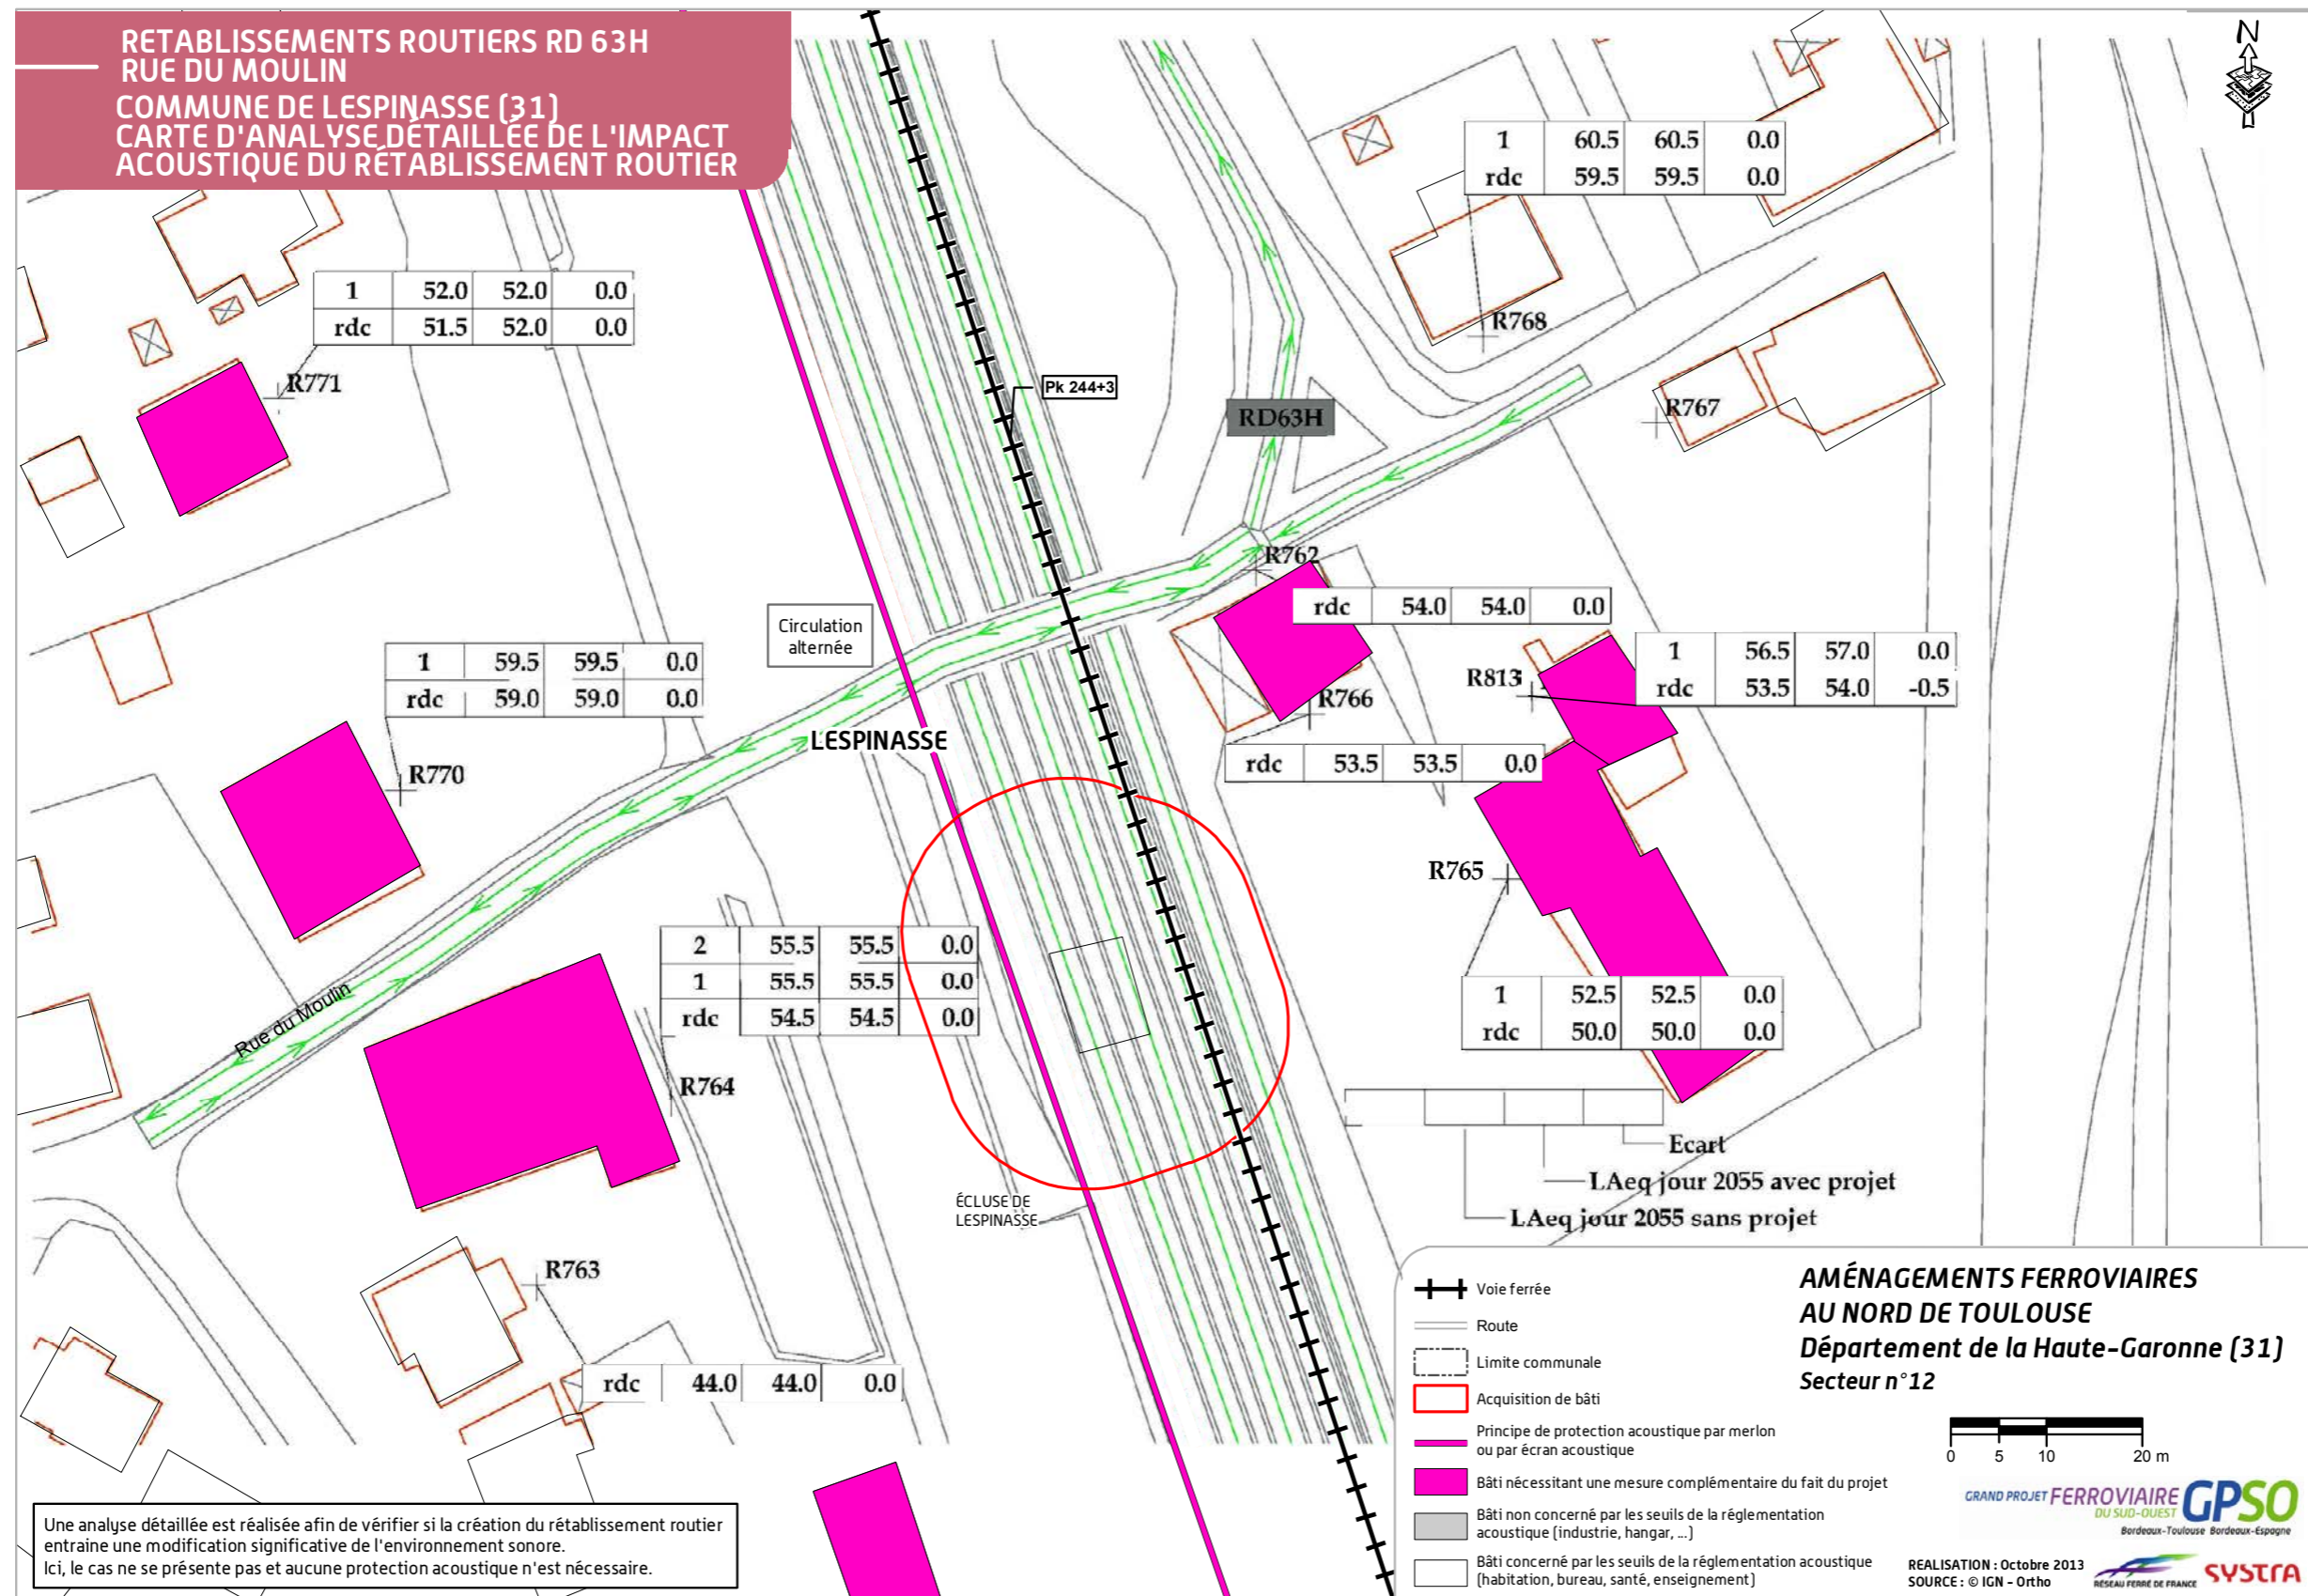 RETABLISSEMENTS ROUTIERS RD 63H
RUE DU MOULIN
COMMUNE DE LESPINASSE (31)
CARTE D'ANALYSE DÉTAILLÉE DE L'IMPACT
ACOUSTIQUE DU RÉTABLISSEMENT ROUTIER
N
1 60.5 60.5 0.0
rdc 59.5 59.5 0.0
R768
1 52.0 52.0 0.0
rdc 51.5 52.0 0.0
R771
Pk 244+3
RD63H
R767
R762
rdc 54.0 54.0 0.0
Circulation
alternée
1 59.5 59.5 0.0
rdc 59.0 59.0 0.0
R770
LESPINASSE
1 56.5 57.0 0.0
rdc 53.5 54.0 -0.5
R813
R766
rdc 53.5 53.5 0.0
R765
2 55.5 55.5 0.0
1 55.5 55.5 0.0
rdc 54.5 54.5 0.0
R764
1 52.5 52.5 0.0
rdc 50.0 50.0 0.0
Rue du Moulin
Ecart
LAeq jour 2055 avec projet
LAeq jour 2055 sans projet
ÉCLUSE DE
LESPINASSE
R763
rdc 44.0 44.0 0.0
Voie ferrée
Route
Limite communale
Acquisition de bâti
Principe de protection acoustique par merlon
ou par écran acoustique
Bâti nécessitant une mesure complémentaire du fait du projet
Bâti non concerné par les seuils de la réglementation
acoustique (industrie, hangar, ...)
Bâti concerné par les seuils de la réglementation acoustique
(habitation, bureau, santé, enseignement)
AMÉNAGEMENTS FERROVIAIRES
AU NORD DE TOULOUSE
Département de la Haute-Garonne (31)
Secteur n°12
0 5 10 20 m
GRAND PROJET FERROVIAIRE
DU SUD-OUEST
GPSO
Bordeaux-Toulouse Bordeaux-Espagne
REALISATION : Octobre 2013
SOURCE : © IGN - Ortho
RÉSEAU FERRÉ DE FRANCE
SYSTRA
Une analyse détaillée est réalisée afin de vérifier si la création du rétablissement routier
entraine une modification significative de l'environnement sonore.
Ici, le cas ne se présente pas et aucune protection acoustique n'est nécessaire.